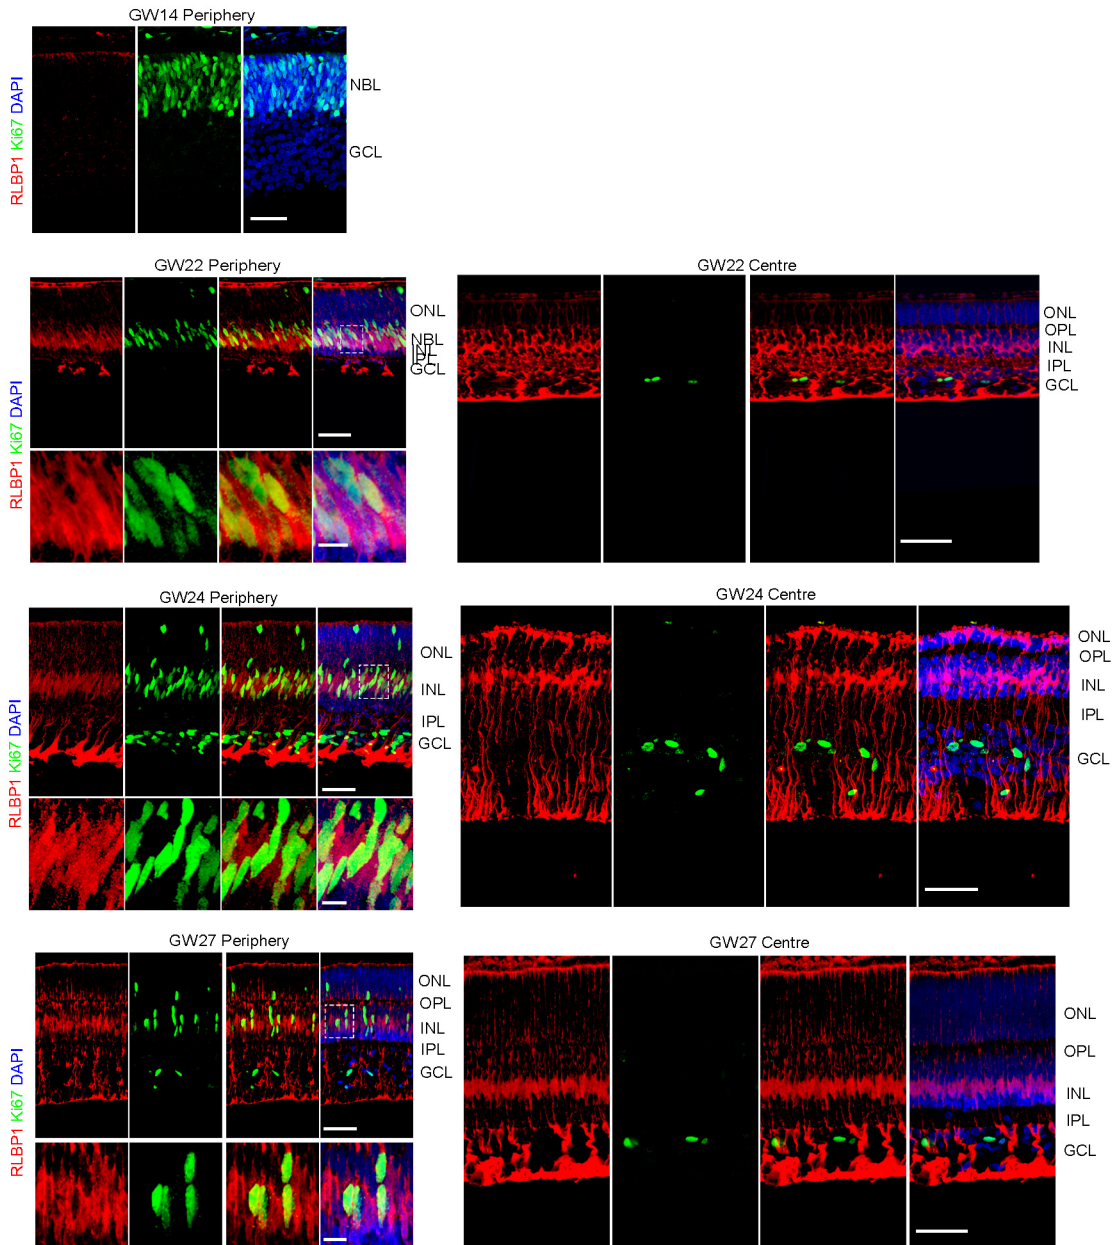 GW14 Periphery
RLBP1 Ki67 DAPI
NBL
GCL
GW22 Periphery
RLBP1 Ki67 DAPI
ONL
NBL
INL
IPL
GCL
GW22 Centre
ONL
OPL
INL
IPL
GCL
GW24 Periphery
RLBP1 Ki67 DAPI
ONL
INL
IPL
GCL
GW24 Centre
ONL
OPL
INL
IPL
GCL
GW27 Periphery
RLBP1 Ki67 DAPI
ONL
OPL
INL
IPL
GCL
GW27 Centre
ONL
OPL
INL
IPL
GCL